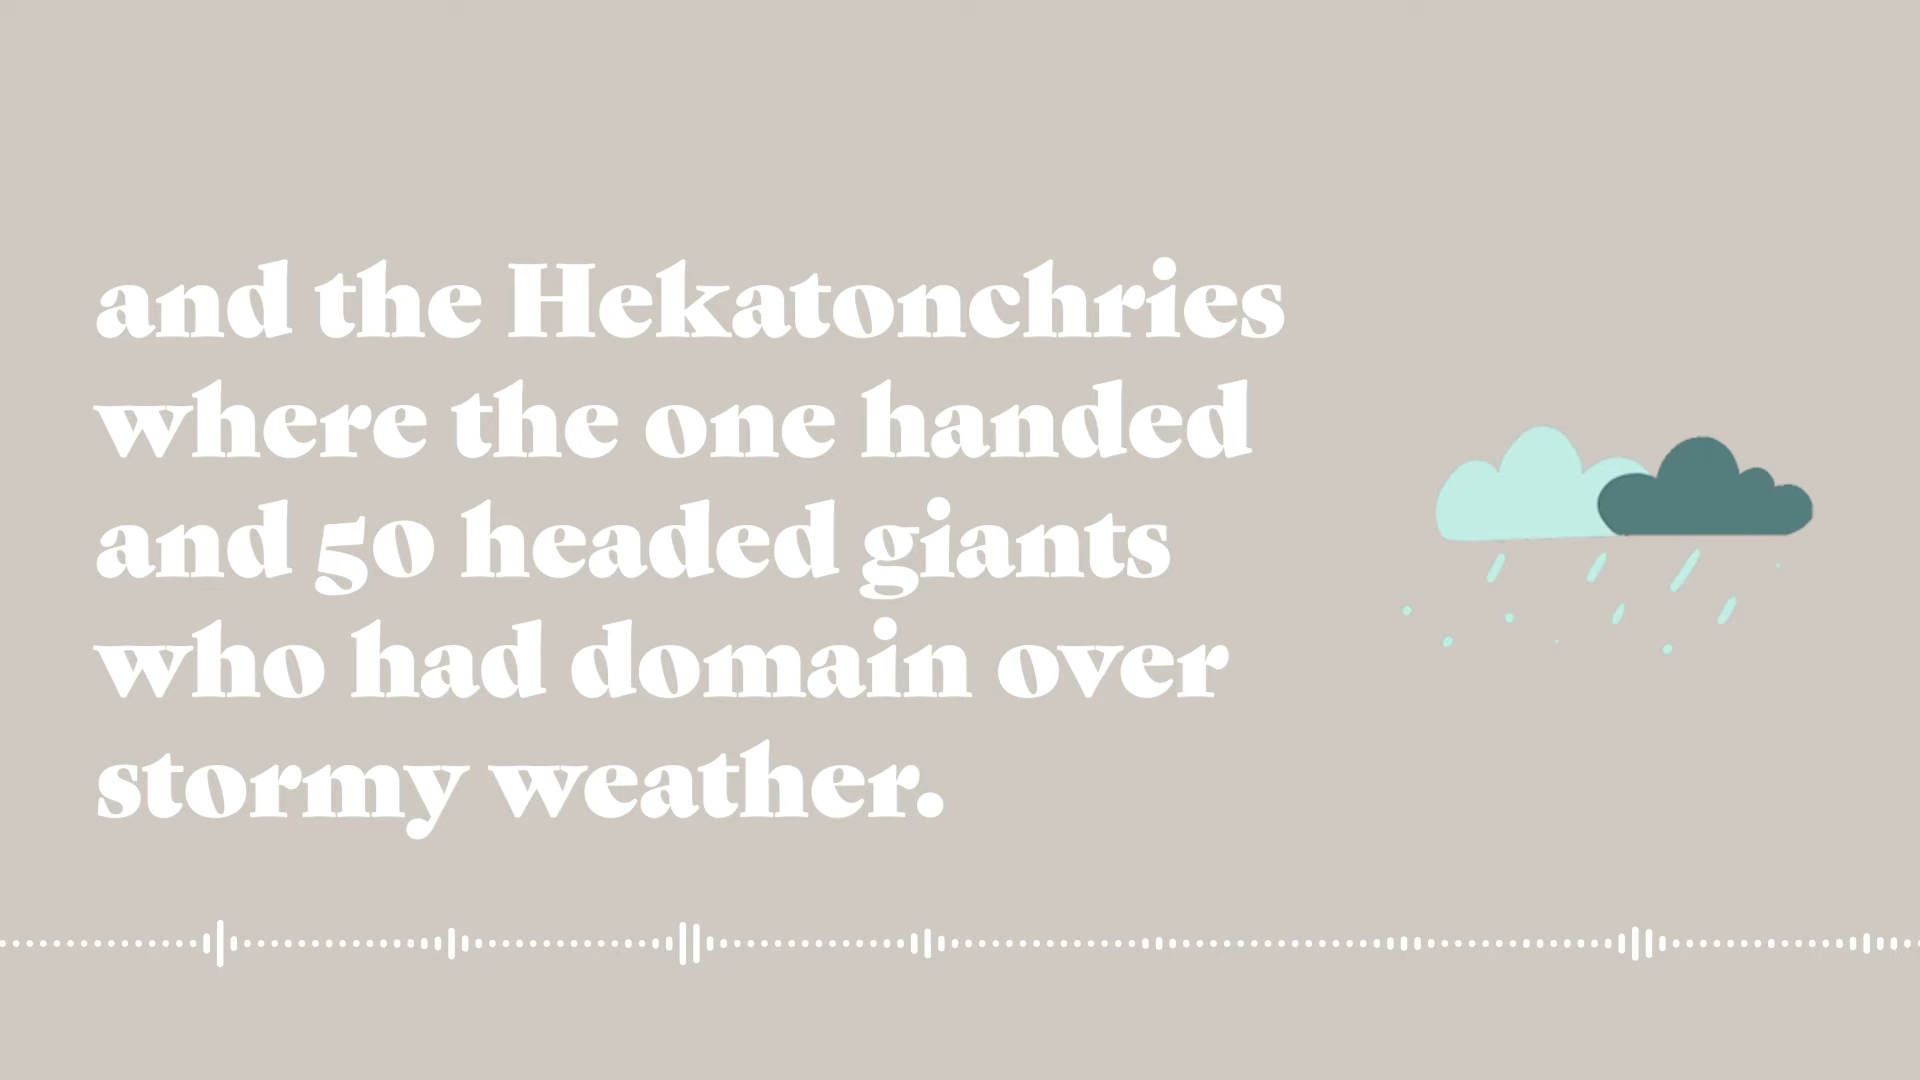 and the Hekatonchries
where the one handed
and 50 headed giants
who had domain over
stormy weather.